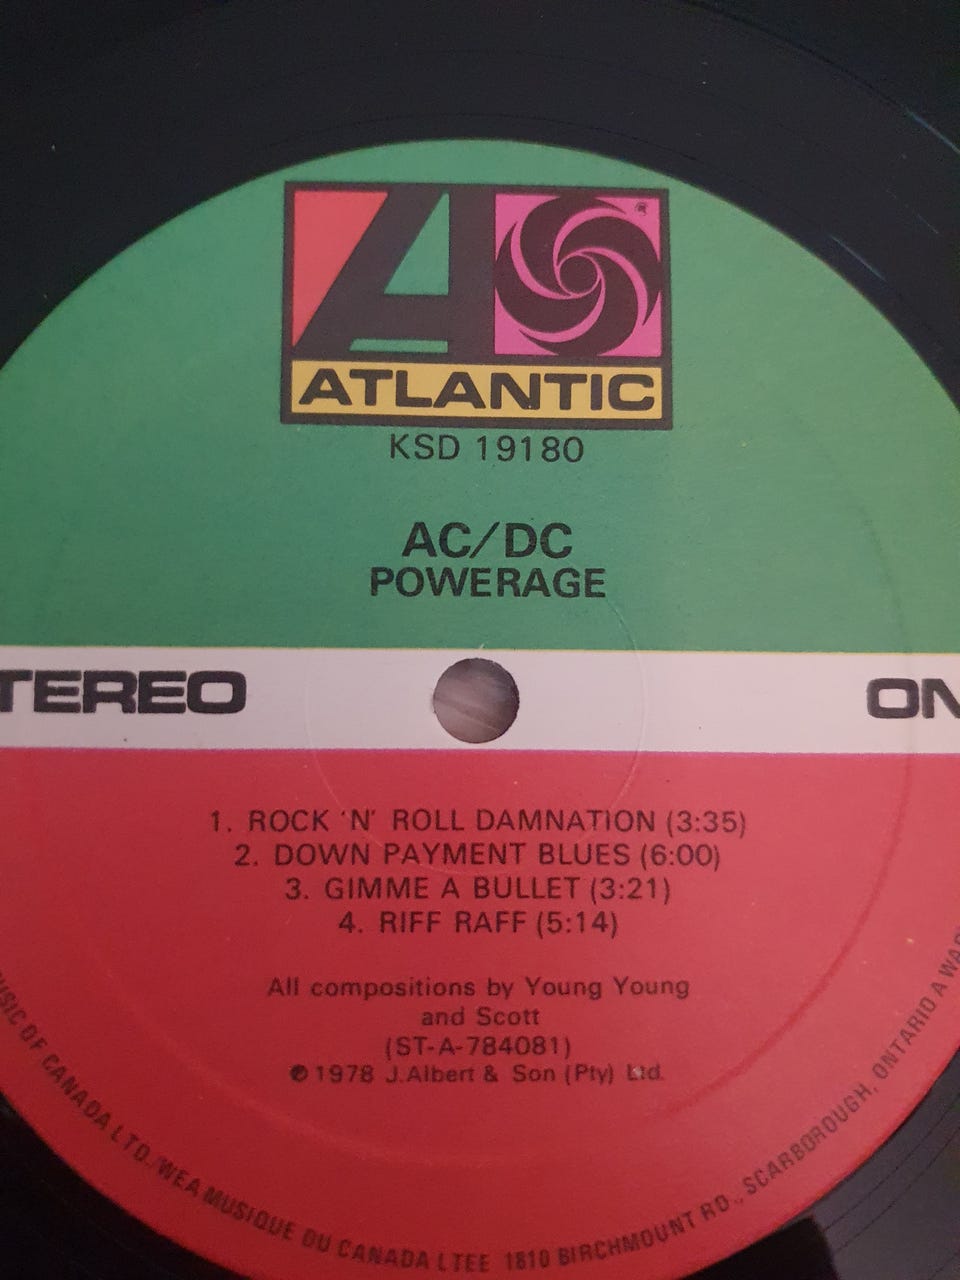 ATLANTIC
KSD 19180
AC/DC
POWERAGE
TEREO
ON
1. ROCK 'N' ROLL DAMNATION (3:35)
2. DOWN PAYMENT BLUES (6:00)
3. GIMME A BULLET (3:21)
4. RIFF RAFF (5:14)
All compositions by Young Young
and Scott
(ST-A-784081)
℗ 1978 J.Albert & Son (Pty) Ltd.
USIC OF CANADA LTD./WEA MUSIQUE DU CANADA LTEE 1810 BIRCHMOUNT RD., SCARBOROUGH, ONTARIO A WAR